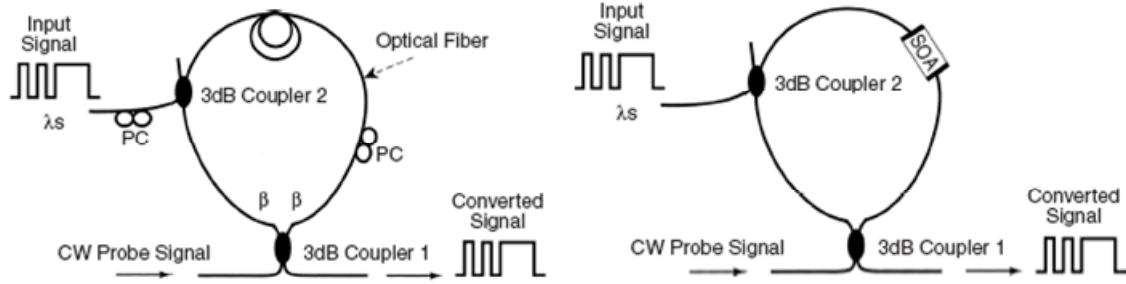 Input
Signal
λs
PC
3dB Coupler 2
Optical Fiber
PC
β β
CW Probe Signal
3dB Coupler 1
Converted
Signal
Input
Signal
λs
3dB Coupler 2
SOA
CW Probe Signal
3dB Coupler 1
Converted
Signal